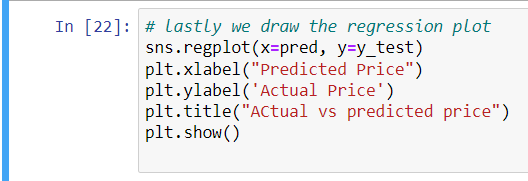 In [22]: # lastly we draw the regression plot
sns.regplot(x=pred, y=y_test)
plt.xlabel("Predicted Price")
plt.ylabel('Actual Price')
plt.title("ACtual vs predicted price")
plt.show()